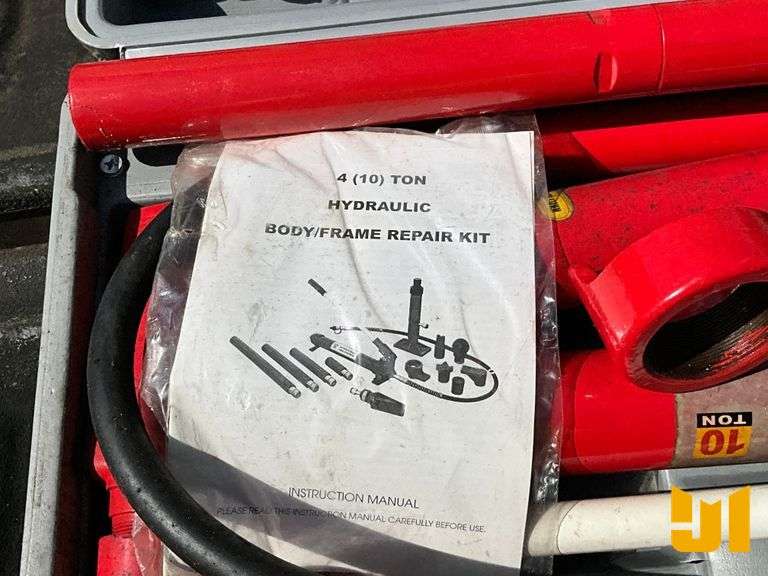 4 (10) TON
HYDRAULIC
BODY/FRAME REPAIR KIT
INSTRUCTION MANUAL
PLEASE READ THIS INSTRUCTION MANUAL CAREFULLY BEFORE USE.
10
TON